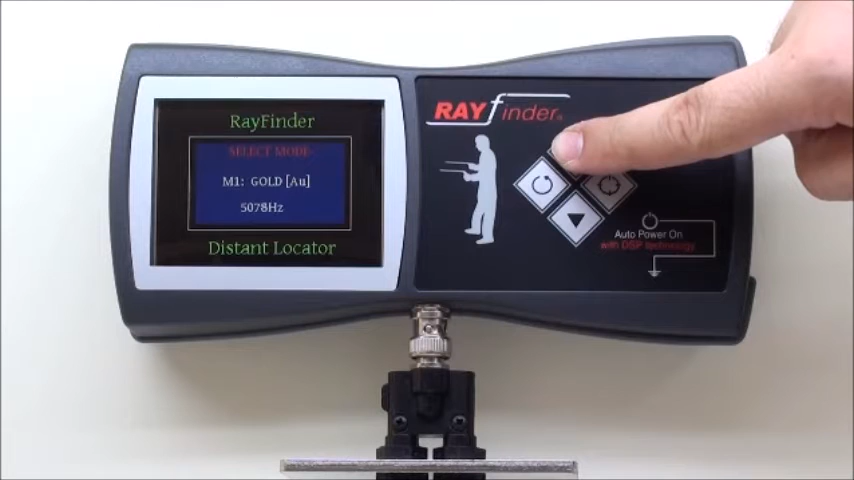 RayFinder
SELECT MODE
M1: GOLD [Au]
5078Hz
Distant Locator
RAYfinder
Auto Power On
with DSP technology